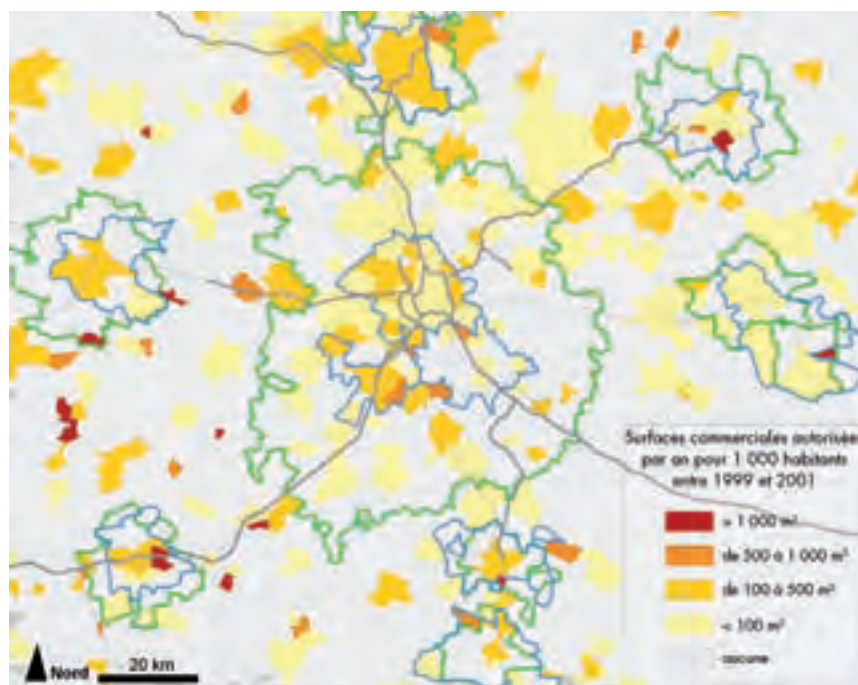 Surfaces commerciales autorisées
par an pour 1 000 habitants
entre 1999 et 2001
> 1 000 m²
de 500 à 1 000 m²
de 100 à 500 m²
< 100 m²
aucune
Nord
20 km